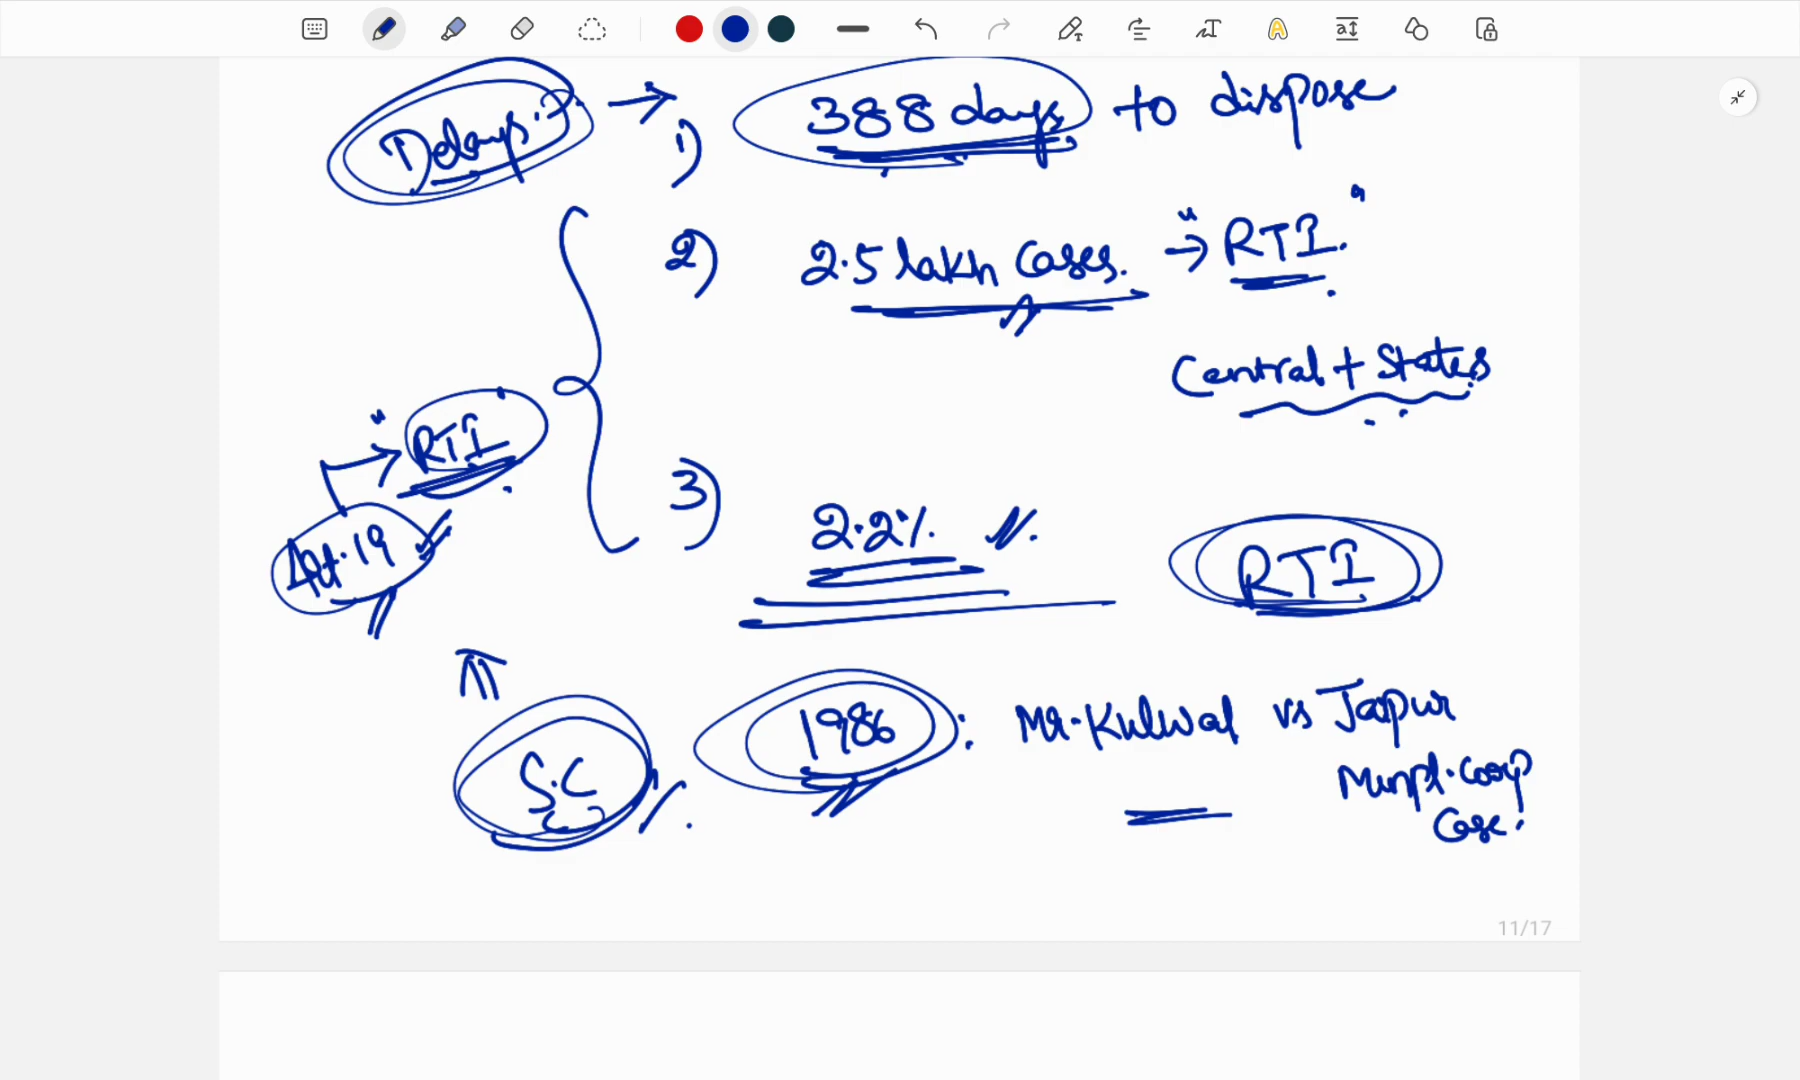 Delays:
→ 1) 388 days to dispose
2) 2.5 lakh Cases. → "RTI."
Central + States
"RTI"
Art.19
3) 2.2%. RTI
S.C 1986: Mr. Kulwal vs Jaipur
Munpl. Corp
Case.
11/17